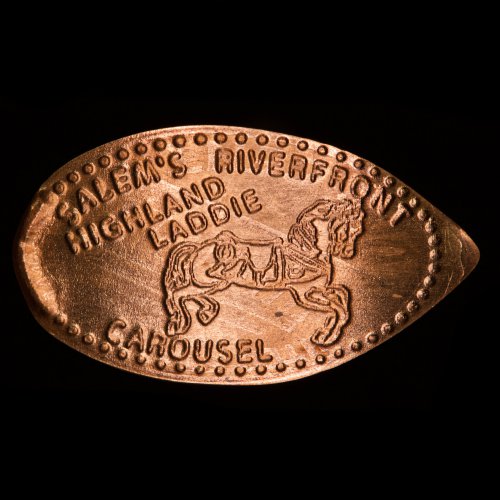 SALEM'S RIVERFRONT
HIGHLAND
LADDIE
CAROUSEL